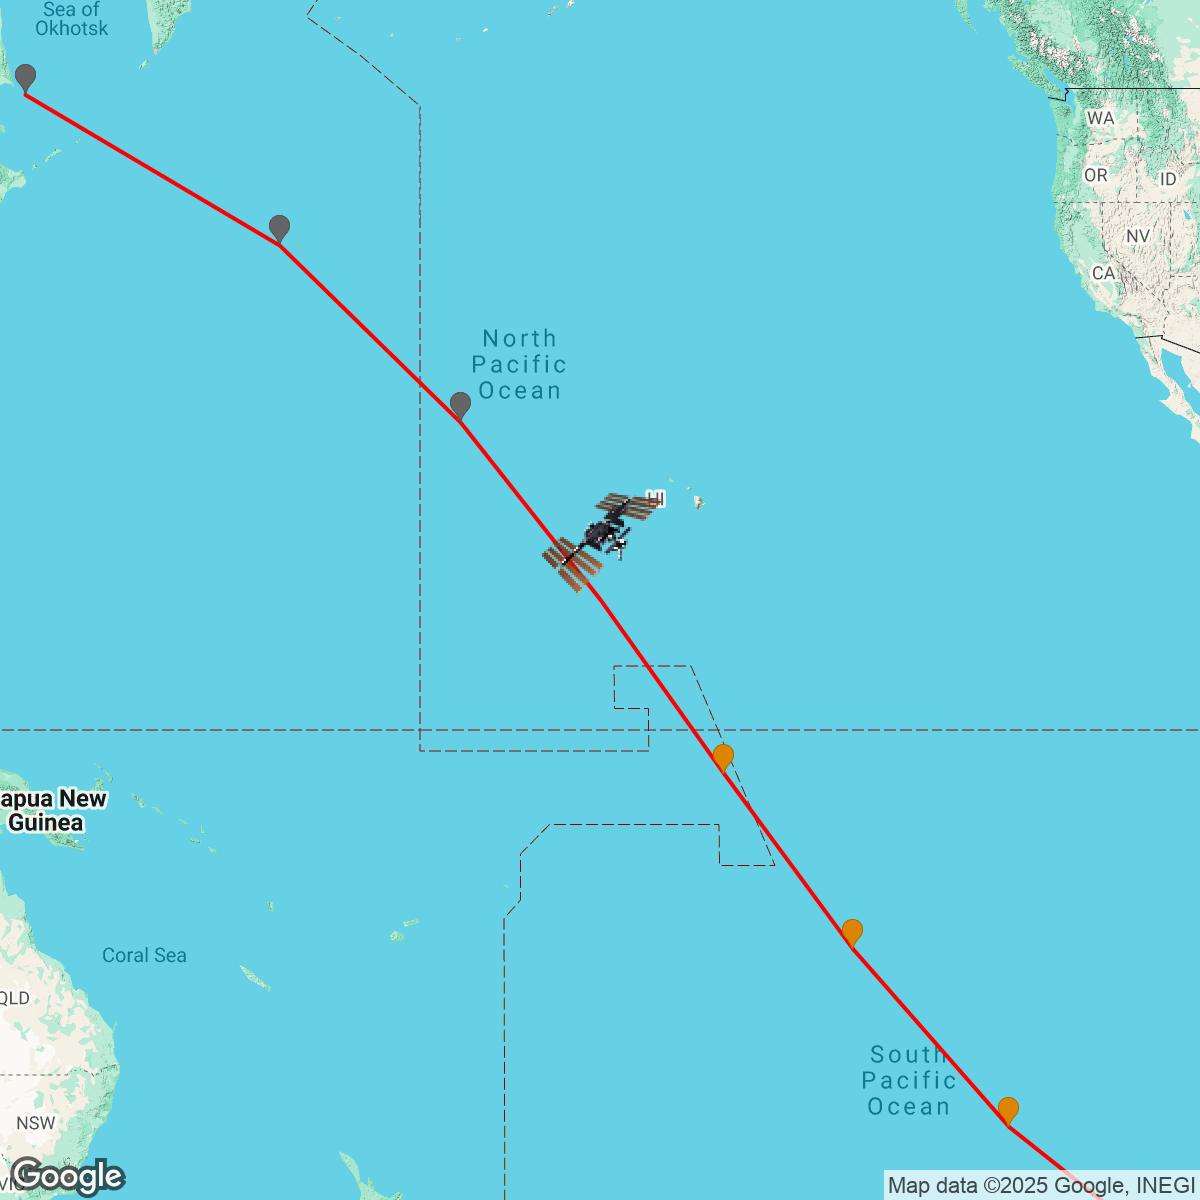 Sea of
Okhotsk
WA
OR
ID
NV
CA
North
Pacific
Ocean
HI
apua New
Guinea
Coral Sea
QLD
South
Pacific
Ocean
NSW
VIC
Google
Map data ©2025 Google, INEGI